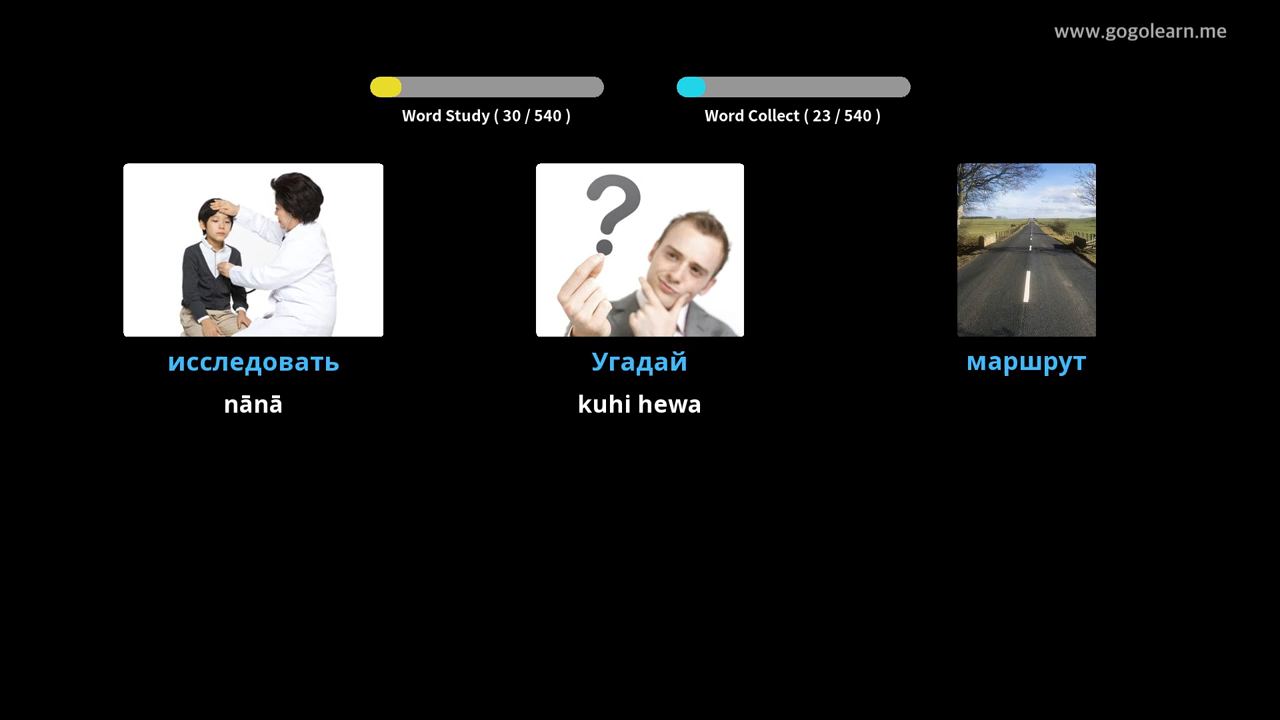 www.gogolearn.me
Word Study ( 30 / 540 )
Word Collect ( 23 / 540 )
?
исследовать
Угадай
маршрут
nānā
kuhi hewa